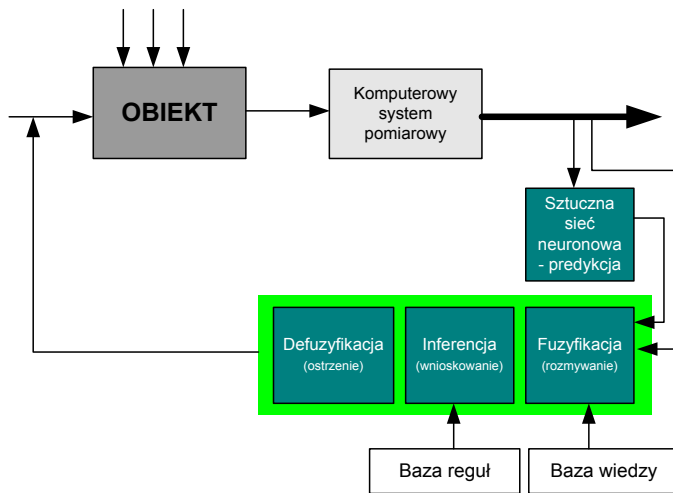 OBIEKT
Komputerowy
system
pomiarowy
Sztuczna
sieć
neuronowa
- predykcja
Defuzyfikacja
(ostrzenie)
Inferencja
(wnioskowanie)
Fuzyfikacja
(rozmywanie)
Baza reguł
Baza wiedzy